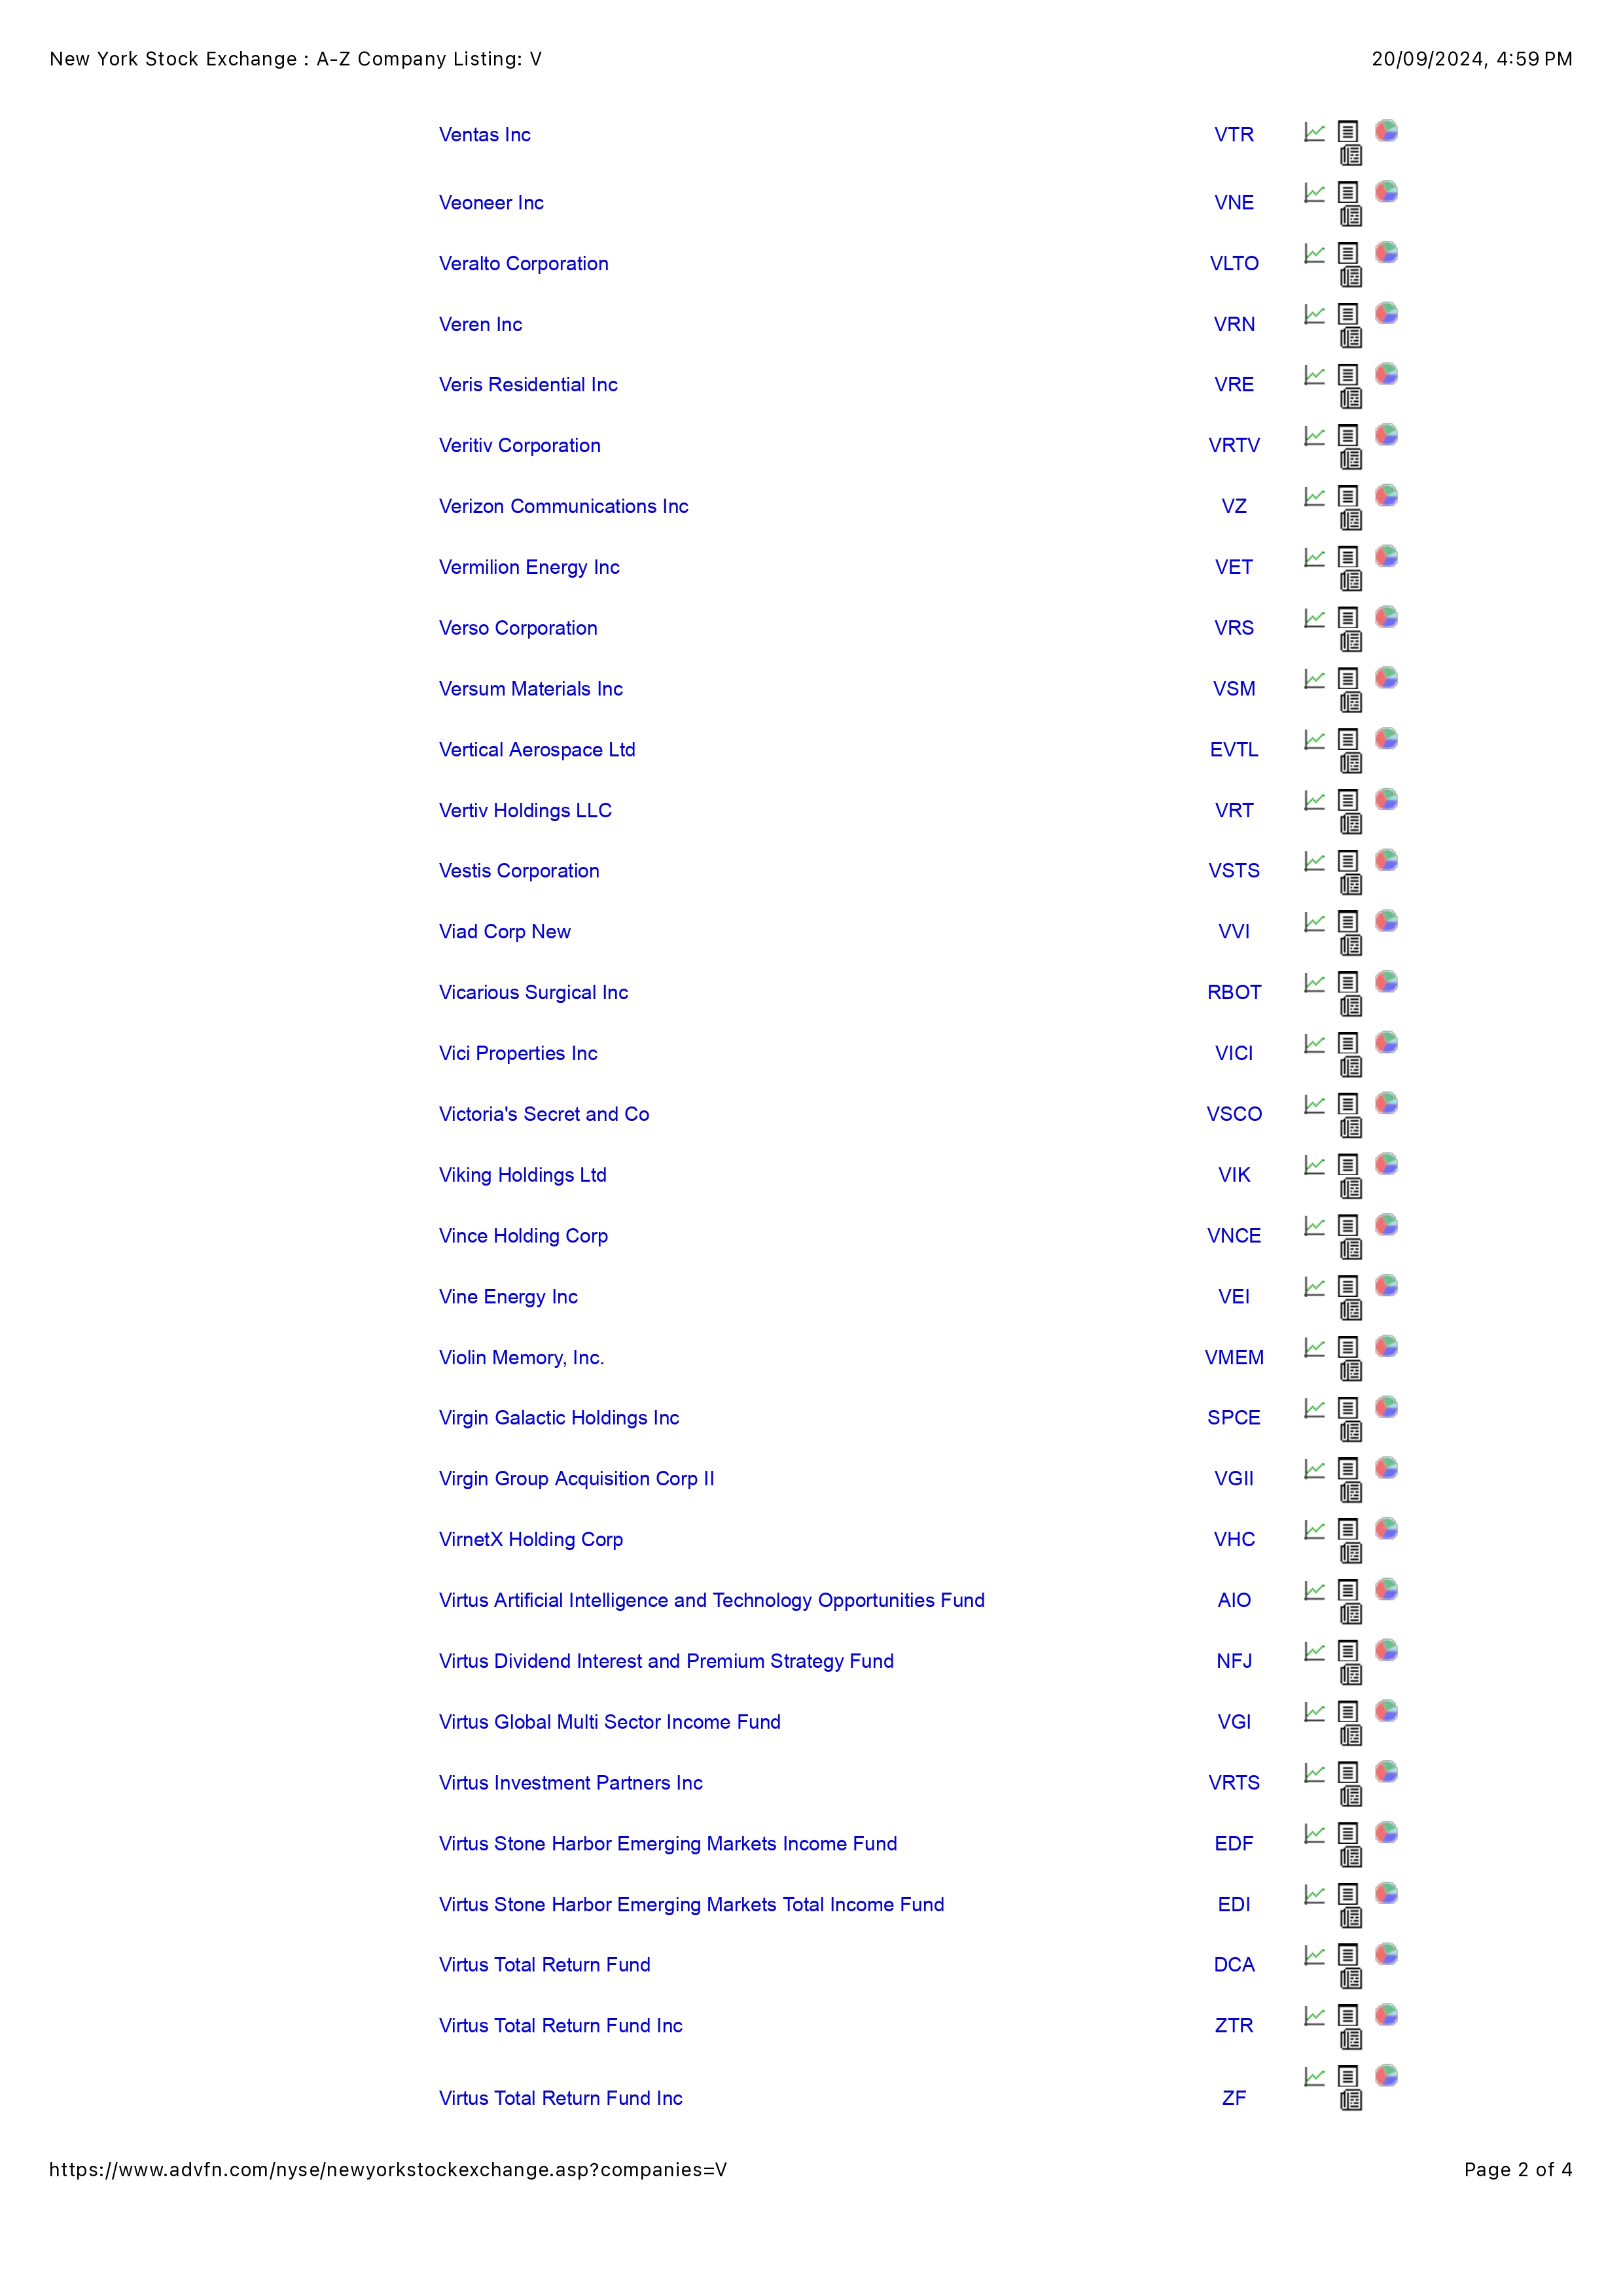 New York Stock Exchange : A-Z Company Listing: V 20/09/2024, 4:59 PM
Ventas Inc VTR
Veoneer Inc VNE
Veralto Corporation VLTO
Veren Inc VRN
Veris Residential Inc VRE
Veritiv Corporation VRTV
Verizon Communications Inc VZ
Vermilion Energy Inc VET
Verso Corporation VRS
Versum Materials Inc VSM
Vertical Aerospace Ltd EVTL
Vertiv Holdings LLC VRT
Vestis Corporation VSTS
Viad Corp New VVI
Vicarious Surgical Inc RBOT
Vici Properties Inc VICI
Victoria's Secret and Co VSCO
Viking Holdings Ltd VIK
Vince Holding Corp VNCE
Vine Energy Inc VEI
Violin Memory, Inc. VMEM
Virgin Galactic Holdings Inc SPCE
Virgin Group Acquisition Corp II VGII
VirnetX Holding Corp VHC
Virtus Artificial Intelligence and Technology Opportunities Fund AIO
Virtus Dividend Interest and Premium Strategy Fund NFJ
Virtus Global Multi Sector Income Fund VGI
Virtus Investment Partners Inc VRTS
Virtus Stone Harbor Emerging Markets Income Fund EDF
Virtus Stone Harbor Emerging Markets Total Income Fund EDI
Virtus Total Return Fund DCA
Virtus Total Return Fund Inc ZTR
Virtus Total Return Fund Inc ZF
https://www.advfn.com/nyse/newyorkstockexchange.asp?companies=V Page 2 of 4